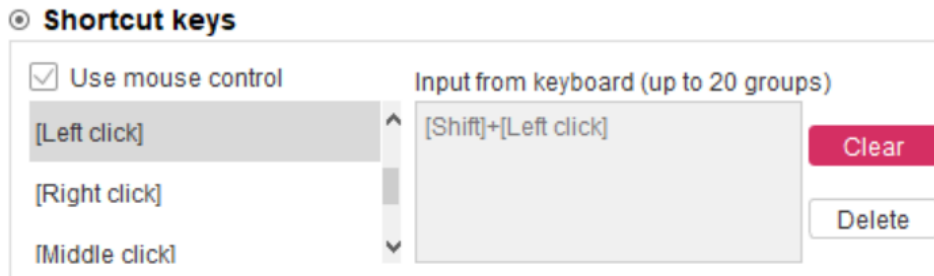 Shortcut keys
Use mouse control
Input from keyboard (up to 20 groups)
[Left click]
[Right click]
[Middle click]
[Shift]+[Left click]
Clear
Delete